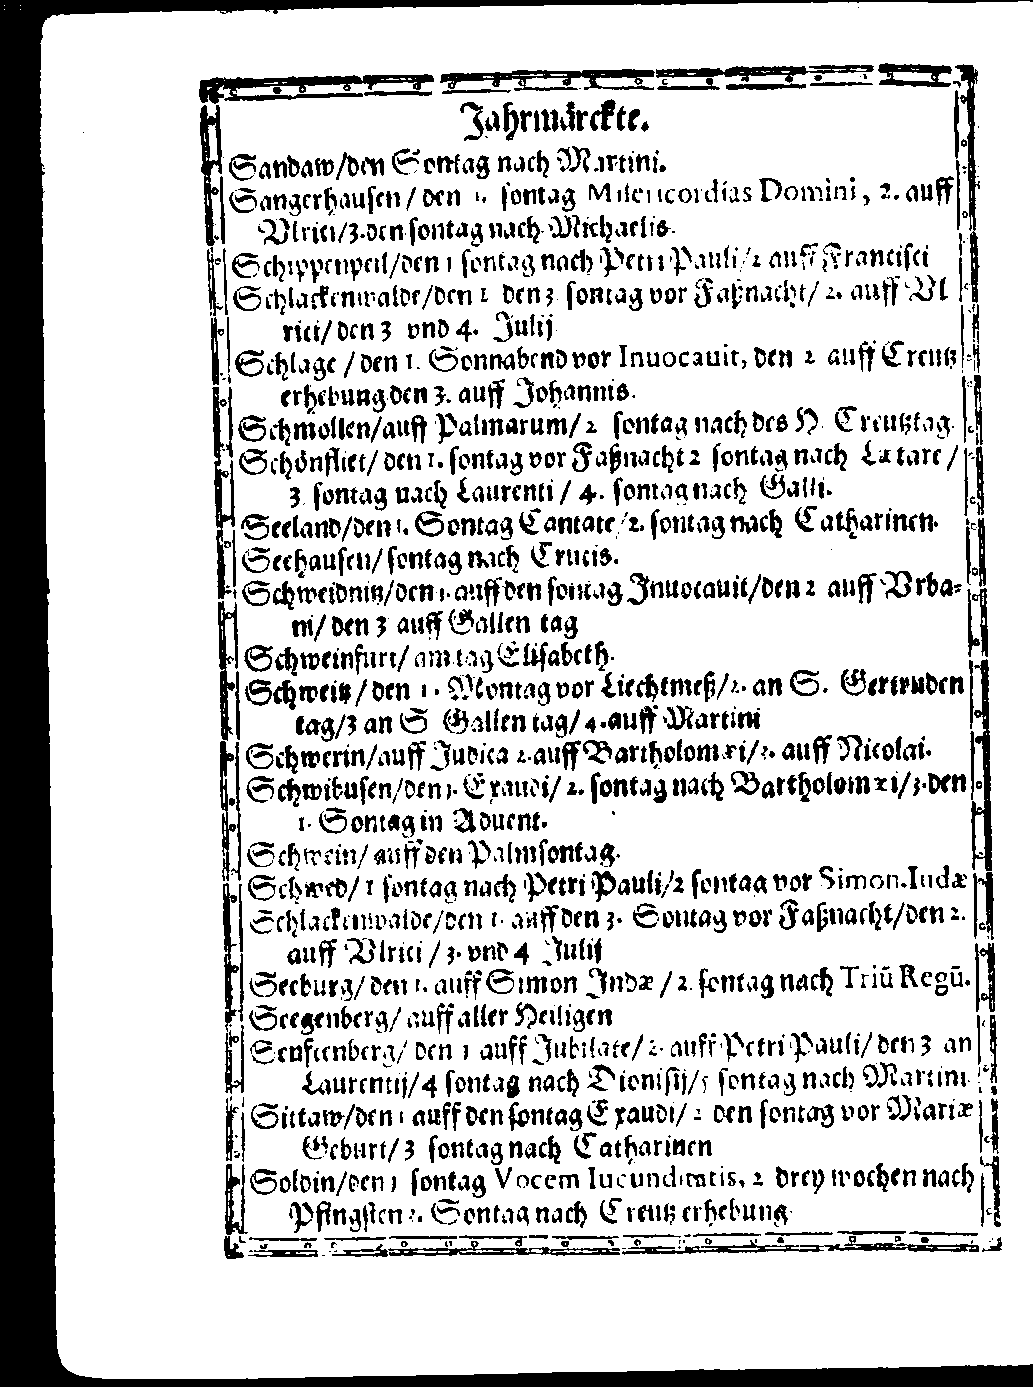 Jahrmärckte.
Sandaw/den Sontag nach Martini.
Sangerhausen/den 1. sontag Misericordias Domini, 2. auff
Vlrici/3.den sontag nach Michaelis.
Schippenpeil/den 1 sontag nach Petri Pauli/2 auff Francisci
Schlackenwalde/den 1 den 3 sontag vor Faßnacht/2. auff Vl
rici/den 3 vnd 4. Julij
Schlage/den 1. Sonnabend vor Inuocauit, den 2 auff Creutz
erhebung den 3. auff Johannis.
Schmollen/auff Palmarum/2 sontag nach des H. Creutztag.
Schönfliet/den 1. sontag vor Faßnacht 2 sontag nach Lætare/
3 sontag nach Laurenti/4. sontag nach Galli.
Seeland/den 1. Sontag Cantate/2. sontag nach Catharinen.
Seehausen/sontag nach Crucis.
Schweidnitz/den 1. auff den sontag Inuocauit/den 2 auff Vrba-
ni/den 3 auff Gallen tag
Schweinfurt/am tag Elisabeth.
Schweitz/den 1. Montag vor Liechtmeß/2. an S. Gertruden
tag/3 an S Gallen tag/4.auff Martini
Schwerin/auff Judica 2.auff Bartholomæi/3. auff Nicolai.
Schwibusen/den 1. Exaudi/2. sontag nach Bartholomæi/3.den
1. Sontag in Aduent.
Schwein/auff den Palmsontag.
Schwed/1 sontag nach Petri Pauli/2 sontag vor Simon.Iudæ
Schlackenwalde/den 1. auff den 3. Sontag vor Faßnacht/den 2.
auff Vlrici/3. vnd 4 Julij
Seeburg/den 1. auff Simon Judæ/2. sontag nach Triũ Regũ.
Seegenberg/auff aller Heiligen
Senftenberg/den 1 auff Jubilate/2. auff Petri Pauli/den 3 an
Laurentij/4 sontag nach Dionisij/5 sontag nach Martini
Sittaw/den 1 auff den sontag Exaudi/2 den sontag vor Mariæ
Geburt/3 sontag nach Catharinen
Soldin/den 1 sontag Vocem Iucunditatis, 2 drey wochen nach
Pfingsten 3. Sontag nach Creutz erhebung